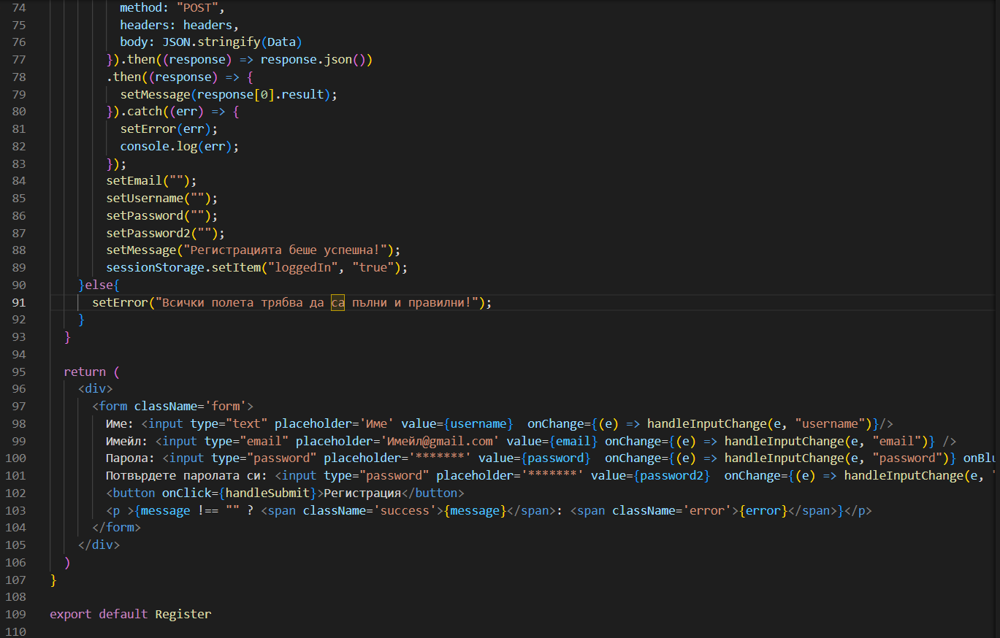 74 method: "POST",
75 headers: headers,
76 body: JSON.stringify(Data)
77 }).then((response) => response.json())
78 .then((response) => {
79 setMessage(response[0].result);
80 }).catch((err) => {
81 setError(err);
82 console.log(err);
83 });
84 setEmail("");
85 setUsername("");
86 setPassword("");
87 setPassword2("");
88 setMessage("Регистрацията беше успешна!");
89 sessionStorage.setItem("loggedIn", "true");
90 }else{
91 setError("Всички полета трябва да са пълни и правилни!");
92 }
93 }
94
95 return (
96 <div>
97 <form className='form'>
98 Име: <input type="text" placeholder='Име' value={username}  onChange={(e) => handleInputChange(e, "username")}/>
99 Имейл: <input type="email" placeholder='Имейл@gmail.com' value={email} onChange={(e) => handleInputChange(e, "email")} />
100 Парола: <input type="password" placeholder='*******' value={password}  onChange={(e) => handleInputChange(e, "password")} onBlu
101 Потвърдете паролата си: <input type="password" placeholder='*******' value={password2}  onChange={(e) => handleInputChange(e, '
102 <button onClick={handleSubmit}>Регистрация</button>
103 <p >{message !== "" ? <span className='success'>{message}</span>: <span className='error'>{error}</span>}</p>
104 </form>
105 </div>
106 )
107 }
108
109 export default Register
110